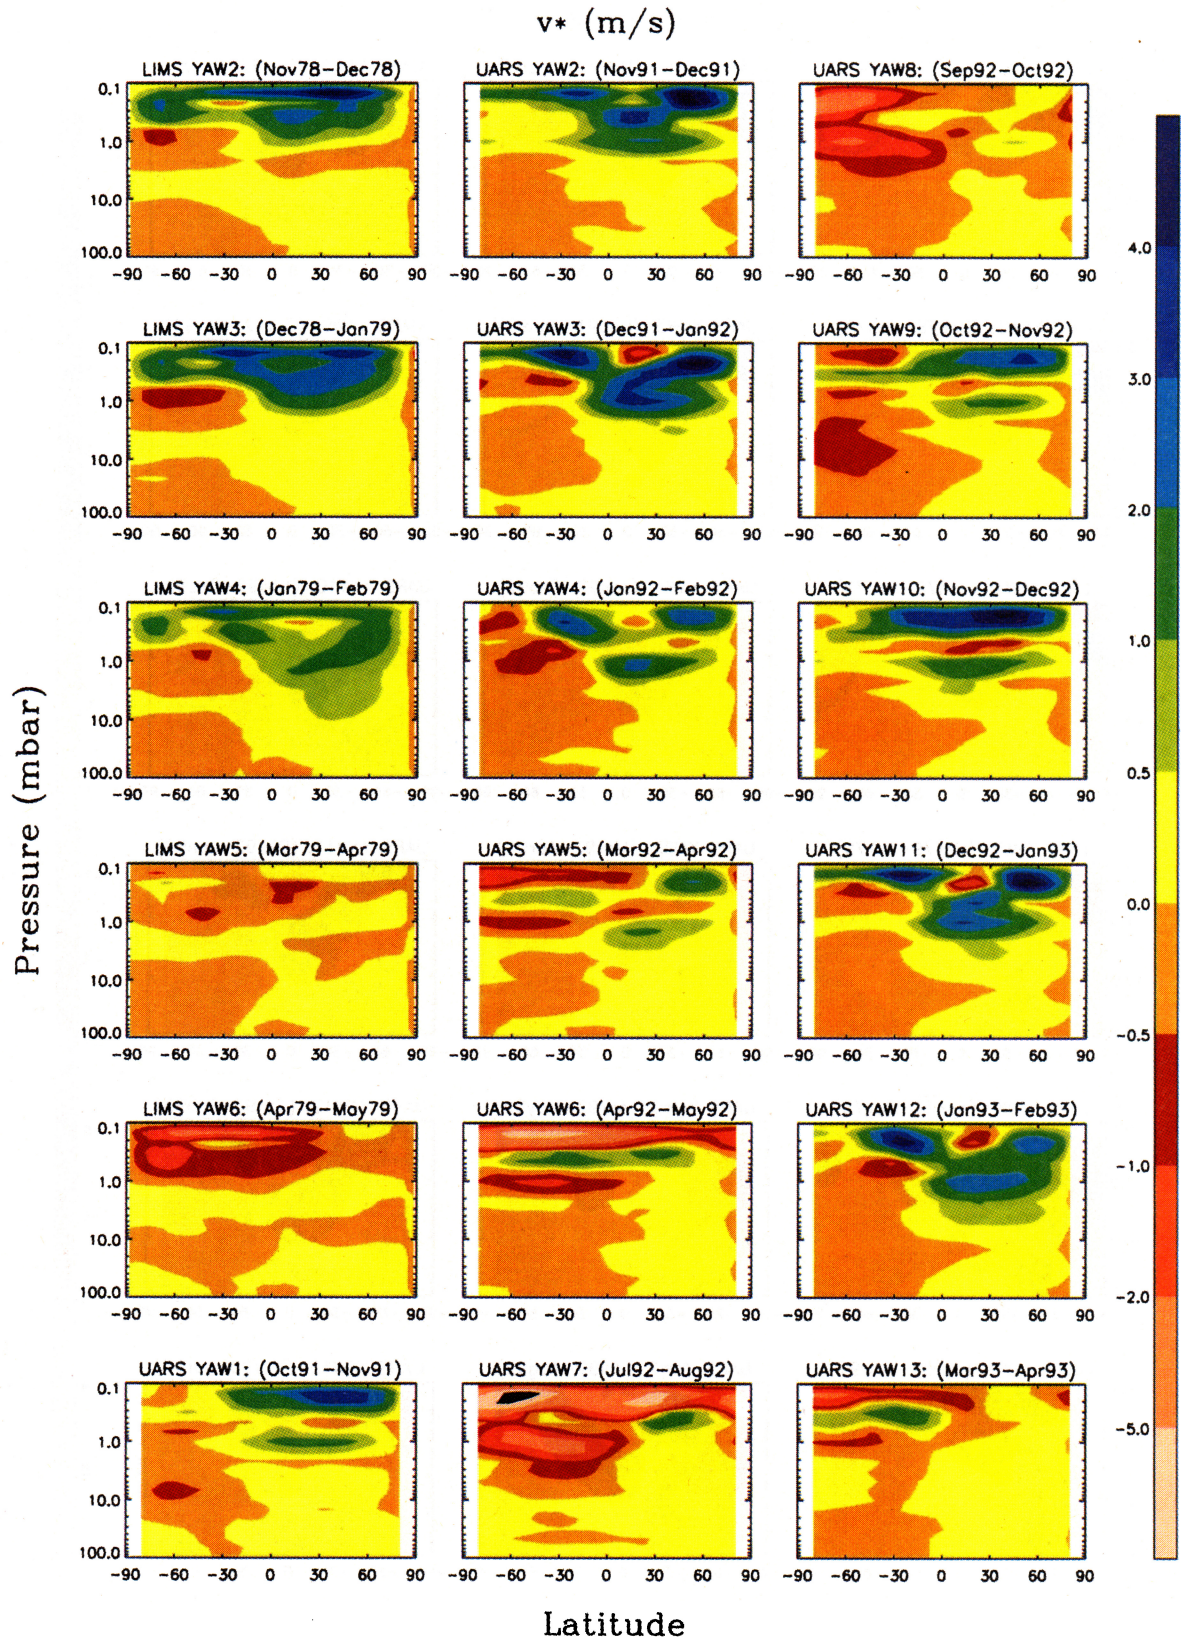 v* (m/s)
LIMS YAW2: (Nov78-Dec78) UARS YAW2: (Nov91-Dec91) UARS YAW8: (Sep92-Oct92)
0.1
1.0
10.0
100.0
-90 -60 -30 0 30 60 90 -90 -60 -30 0 30 60 90 -90 -60 -30 0 30 60 90
LIMS YAW3: (Dec78-Jan79) UARS YAW3: (Dec91-Jan92) UARS YAW9: (Oct92-Nov92)
0.1
1.0
10.0
100.0
-90 -60 -30 0 30 60 90 -90 -60 -30 0 30 60 90 -90 -60 -30 0 30 60 90
LIMS YAW4: (Jan79-Feb79) UARS YAW4: (Jan92-Feb92) UARS YAW10: (Nov92-Dec92)
0.1
1.0
10.0
100.0
-90 -60 -30 0 30 60 90 -90 -60 -30 0 30 60 90 -90 -60 -30 0 30 60 90
LIMS YAW5: (Mar79-Apr79) UARS YAW5: (Mar92-Apr92) UARS YAW11: (Dec92-Jan93)
0.1
1.0
10.0
100.0
-90 -60 -30 0 30 60 90 -90 -60 -30 0 30 60 90 -90 -60 -30 0 30 60 90
LIMS YAW6: (Apr79-May79) UARS YAW6: (Apr92-May92) UARS YAW12: (Jan93-Feb93)
0.1
1.0
10.0
100.0
-90 -60 -30 0 30 60 90 -90 -60 -30 0 30 60 90 -90 -60 -30 0 30 60 90
UARS YAW1: (Oct91-Nov91) UARS YAW7: (Jul92-Aug92) UARS YAW13: (Mar93-Apr93)
0.1
1.0
10.0
100.0
-90 -60 -30 0 30 60 90 -90 -60 -30 0 30 60 90 -90 -60 -30 0 30 60 90
Pressure (mbar)
Latitude
4.0
3.0
2.0
1.0
0.5
0.0
-0.5
-1.0
-2.0
-5.0